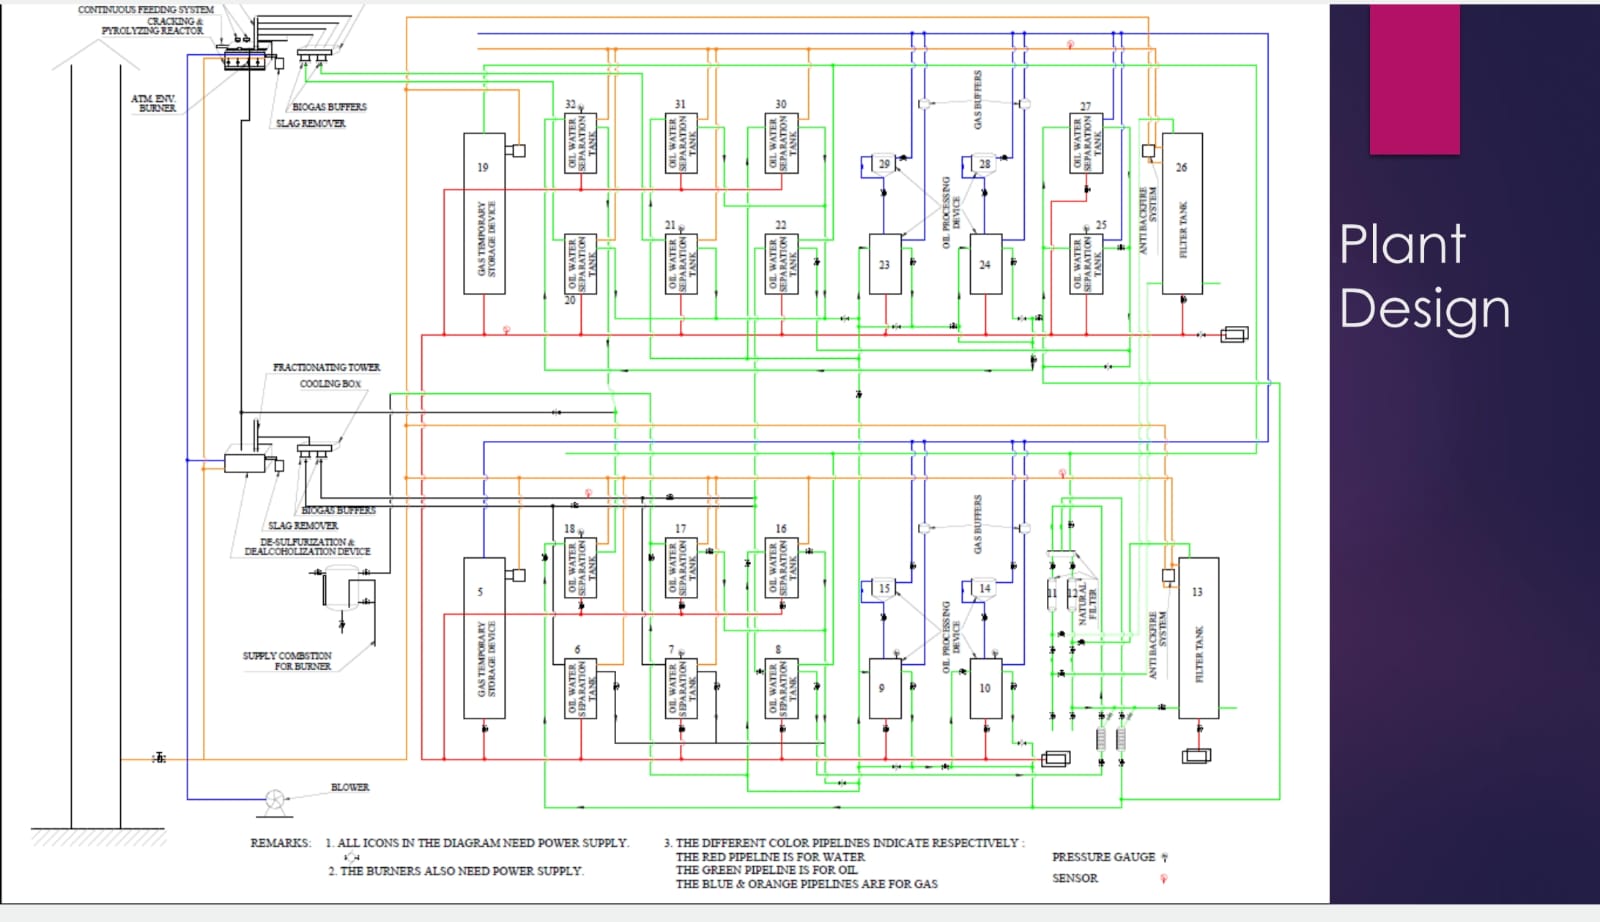 CONTINUOUS FEEDING SYSTEM
CRACKING &
PYROLYZING REACTOR
ATM. ENV.
BURNER
BIOGAS BUFFERS
SLAG REMOVER
19
GAS TEMPORARY
STORAGE DEVICE
32
OIL WATER
SEPARATION
TANK
31
OIL WATER
SEPARATION
TANK
30
OIL WATER
SEPARATION
TANK
GAS BUFFERS
29
28
27
OIL WATER
SEPARATION
TANK
26
FILTER TANK
ANTI BACKFIRE
SYSTEM
OIL WATER
SEPARATION
TANK
20
21
OIL WATER
SEPARATION
TANK
22
OIL WATER
SEPARATION
TANK
OIL PROCESSING
DEVICE
23
24
25
OIL WATER
SEPARATION
TANK
Plant
Design
FRACTIONATING TOWER
COOLING BOX
BIOGAS BUFFERS
SLAG REMOVER
DE-SULFURIZATION &
DEALCOHOLIZATION DEVICE
SUPPLY COMBSTION
FOR BURNER
5
GAS TEMPORARY
STORAGE DEVICE
18
OIL WATER
SEPARATION
TANK
17
OIL WATER
SEPARATION
TANK
16
OIL WATER
SEPARATION
TANK
GAS BUFFERS
15
14
11
12
NATURAL
FILTER
13
FILTER TANK
ANTI BACKFIRE
SYSTEM
6
OIL WATER
SEPARATION
TANK
7
OIL WATER
SEPARATION
TANK
8
OIL WATER
SEPARATION
TANK
OIL PROCESSING
DEVICE
9
10
BLOWER
REMARKS: 1. ALL ICONS IN THE DIAGRAM NEED POWER SUPPLY.
2. THE BURNERS ALSO NEED POWER SUPPLY.
3. THE DIFFERENT COLOR PIPELINES INDICATE RESPECTIVELY :
THE RED PIPELINE IS FOR WATER
THE GREEN PIPELINE IS FOR OIL
THE BLUE & ORANGE PIPELINES ARE FOR GAS
PRESSURE GAUGE
SENSOR